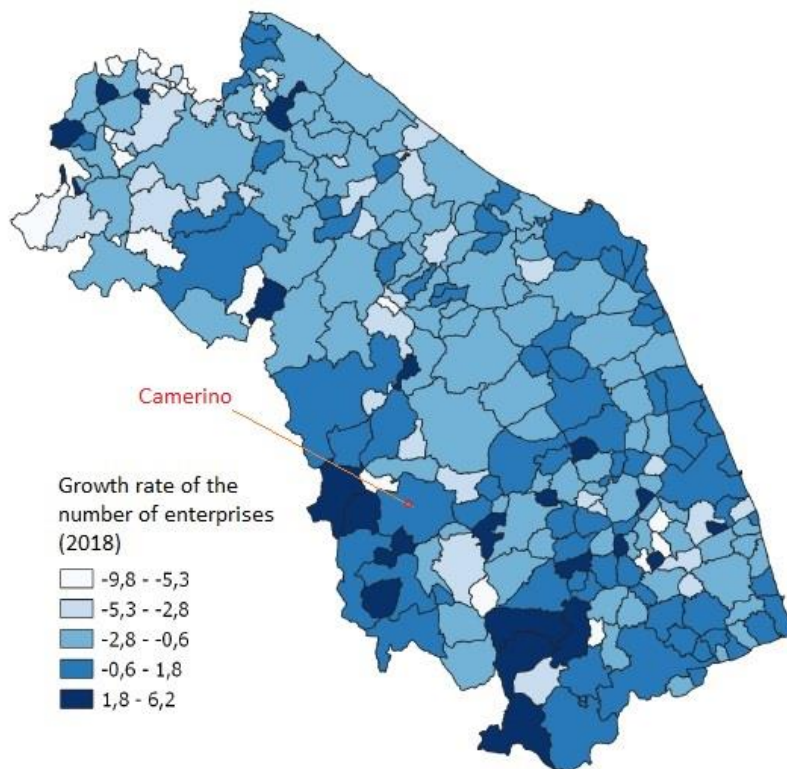 Camerino
Growth rate of the
number of enterprises
(2018)
-9,8 - -5,3
-5,3 - -2,8
-2,8 - -0,6
-0,6 - 1,8
1,8 - 6,2